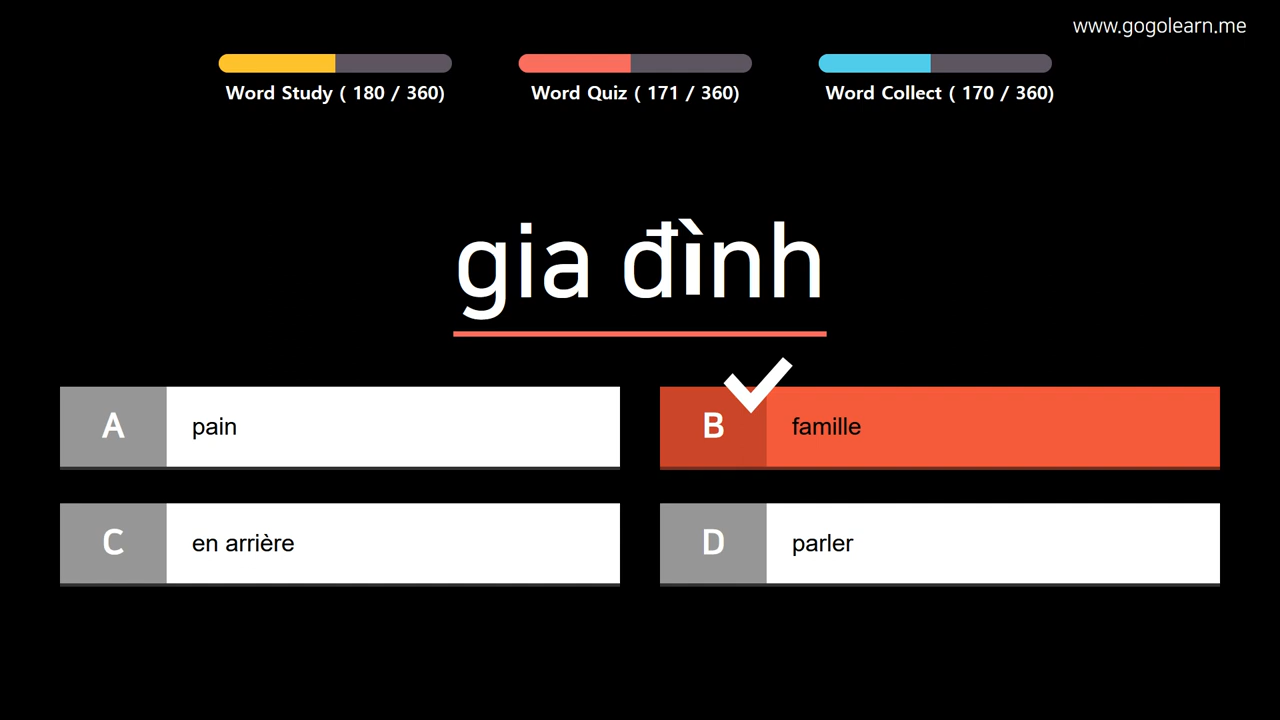 www.gogolearn.me
Word Study ( 180 / 360)
Word Quiz ( 171 / 360)
Word Collect ( 170 / 360)
gia đình
A pain
B famille
C en arrière
D parler